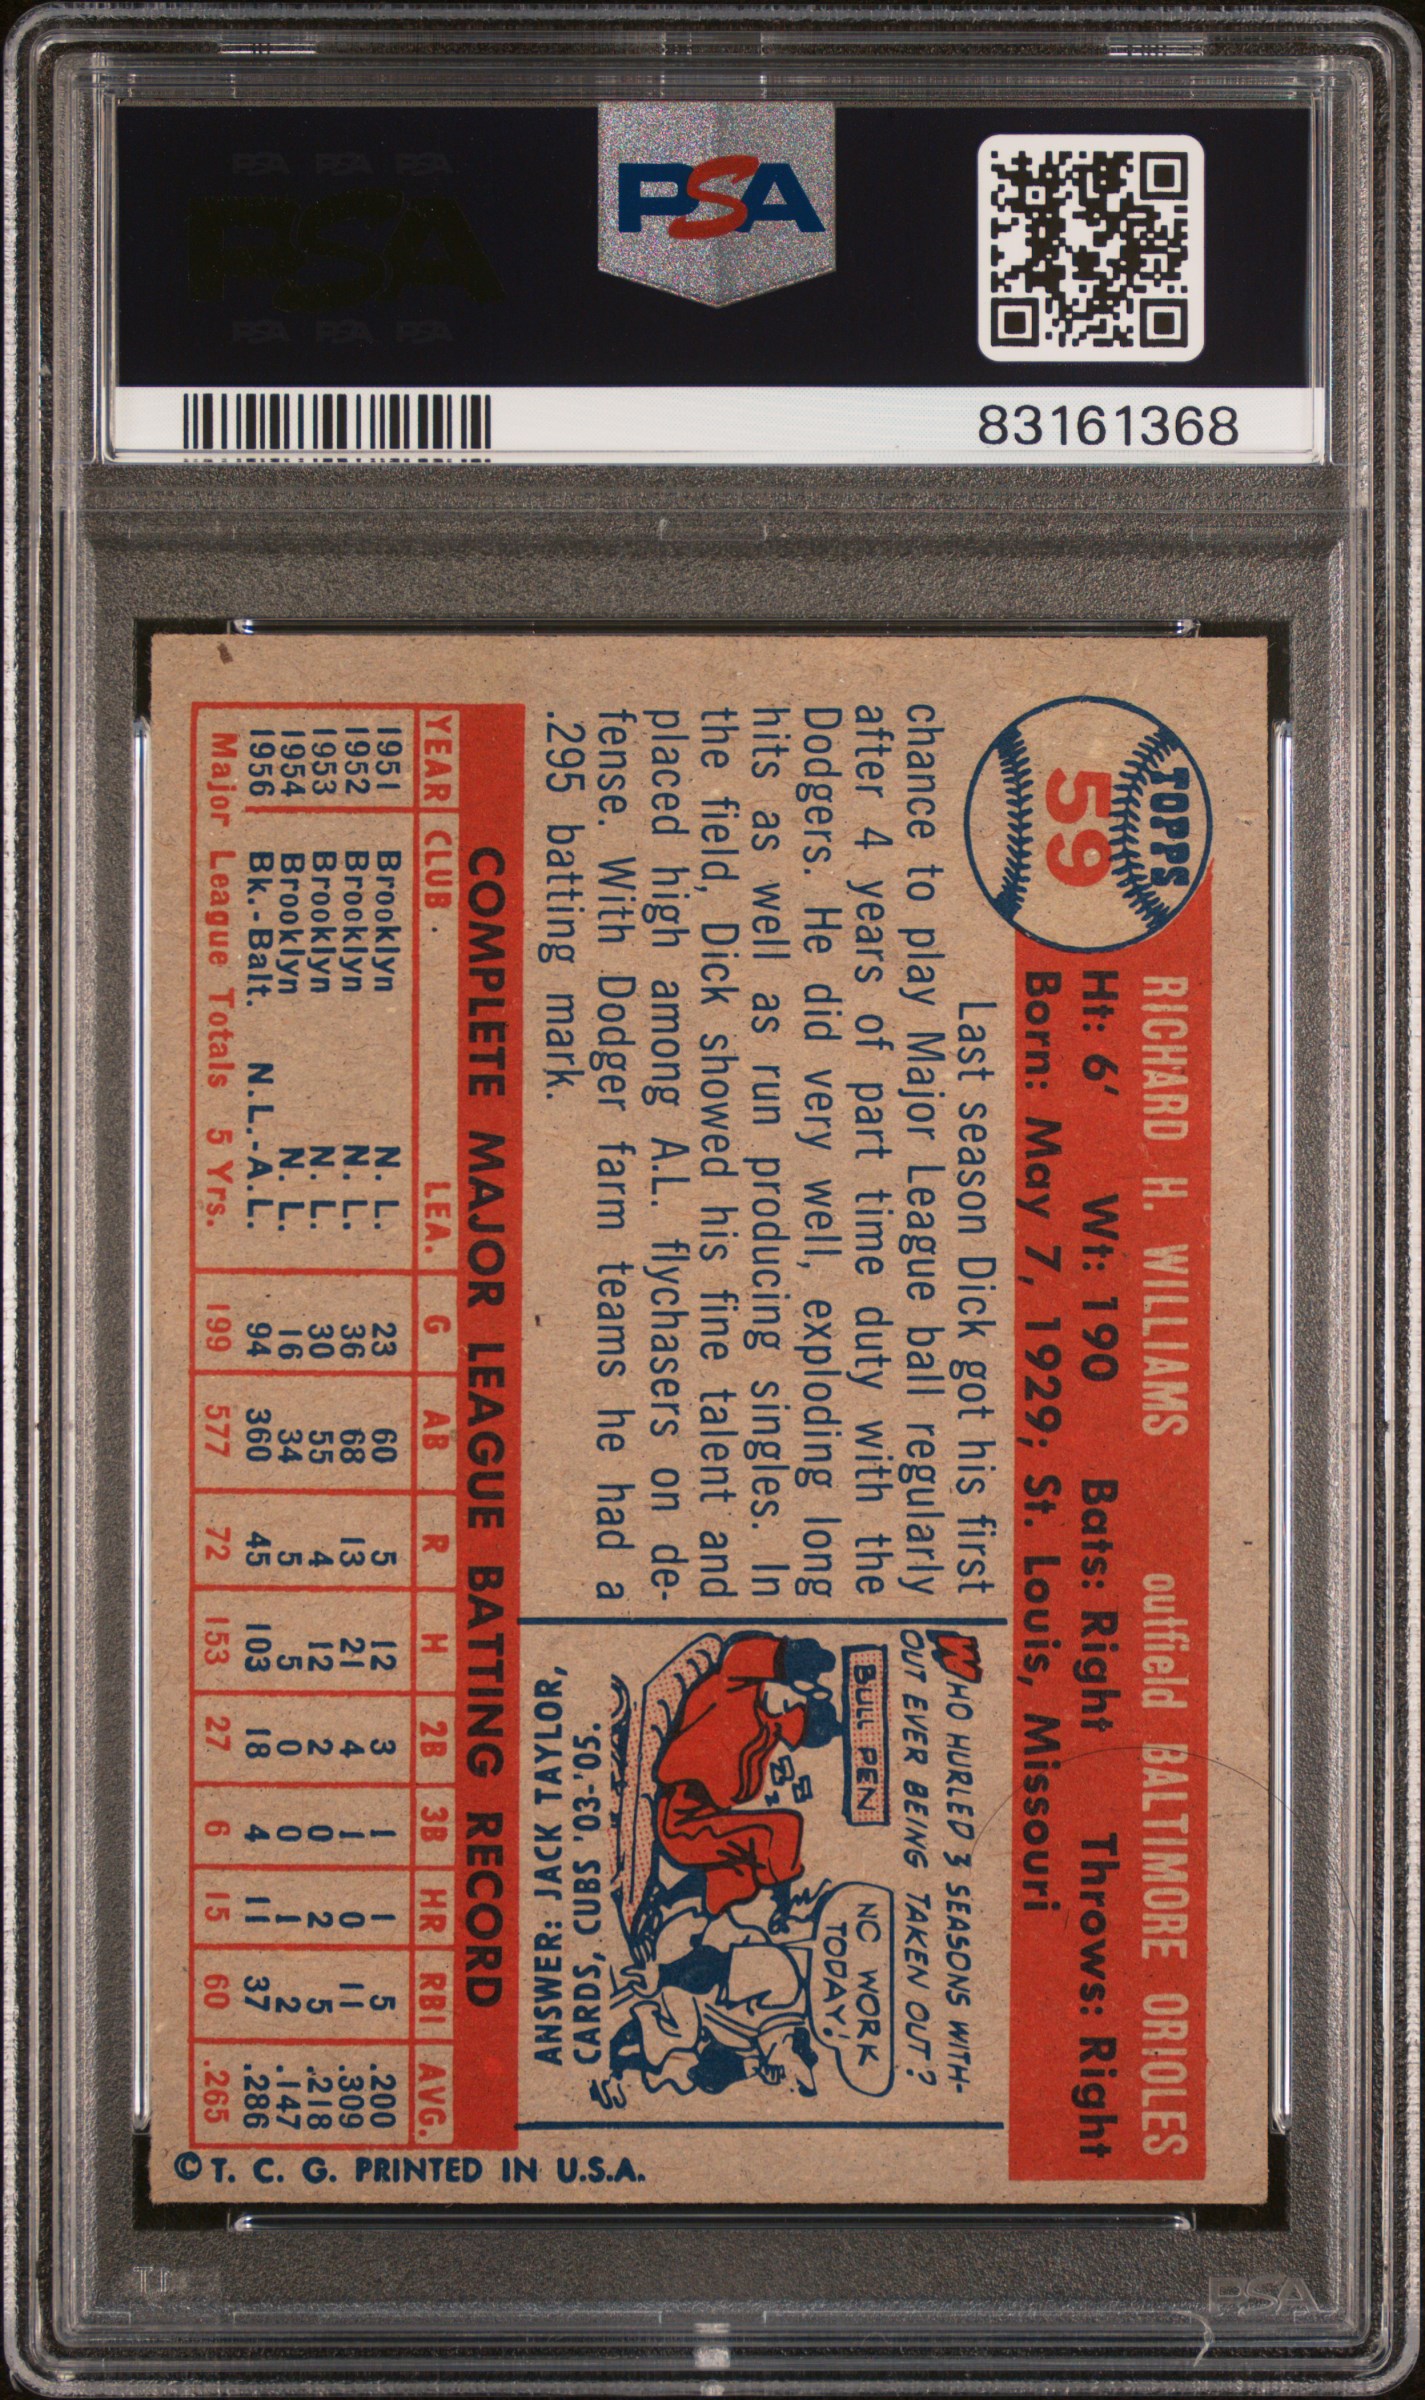 PSA PSA PSA
PSA
PSA PSA PSA
PSA
83161368
TOPPS
59
RICHARD H. WILLIAMS outfield BALTIMORE ORIOLES
Ht: 6' Wt: 190 Bats: Right Throws: Right
Born: May 7, 1929; St. Louis, Missouri
Last season Dick got his first
chance to play Major League ball regularly
after 4 years of part time duty with the
Dodgers. He did very well, exploding long
hits as well as run producing singles. In
the field, Dick showed his fine talent and
placed high among A.L. flychasers on de-
fense. With Dodger farm teams he had a
.295 batting mark.
WHO HURLED 3 SEASONS WITH-
OUT EVER BEING TAKEN OUT?
BULL PEN
NO WORK
TODAY!
Z Z Z
ANSWER: JACK TAYLOR,
CARDS, CUBS '03-'05.
COMPLETE MAJOR LEAGUE BATTING RECORD
YEAR CLUB LEA. G AB R H 2B 3B HR RBI AVG.
1951 Brooklyn N. L. 23 60 5 12 3 1 1 5 .200
1952 Brooklyn N. L. 36 68 13 21 4 1 0 11 .309
1953 Brooklyn N. L. 30 55 4 12 2 0 2 5 .218
1954 Brooklyn N. L. 16 34 5 5 0 0 1 2 .147
1956 Bk.-Balt. N.L.-A.L. 94 360 45 103 18 4 11 37 .286
Major League Totals 5 Yrs. 199 577 72 153 27 6 15 60 .265
© T. C. G. PRINTED IN U.S.A.
PSA